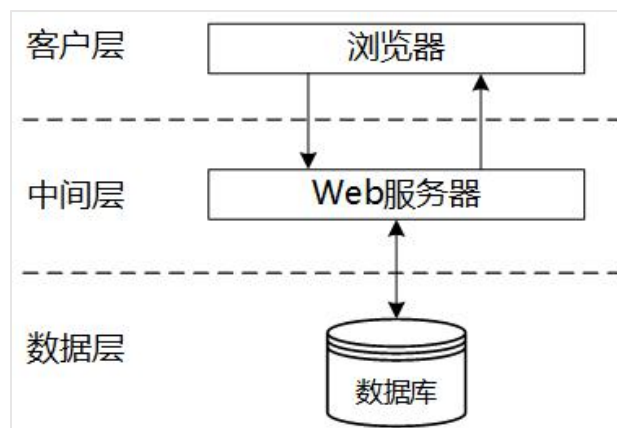 客户层
浏览器
中间层
Web服务器
数据层
数据库